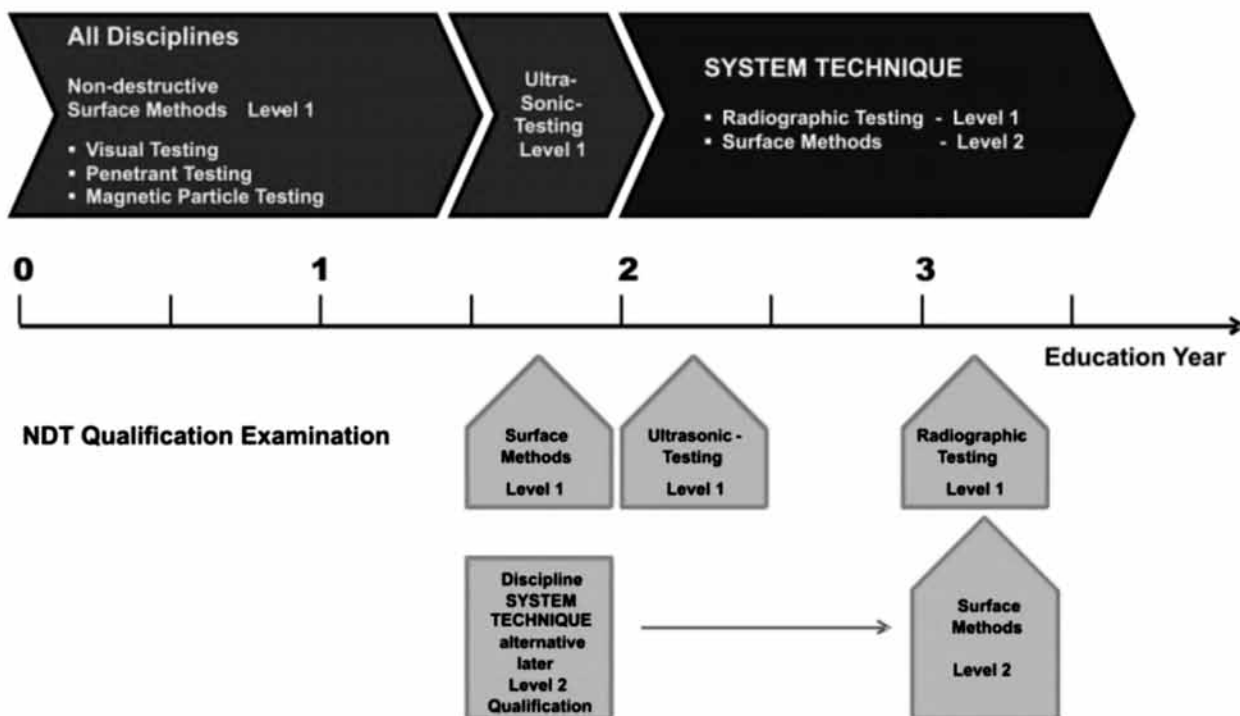 All Disciplines
Non-destructive
Surface Methods Level 1
▪ Visual Testing
▪ Penetrant Testing
▪ Magnetic Particle Testing
Ultra-
Sonic-
Testing
Level 1
SYSTEM TECHNIQUE
▪ Radiographic Testing - Level 1
▪ Surface Methods - Level 2
0 1 2 3
Education Year
NDT Qualification Examination
Surface
Methods
Level 1
Ultrasonic -
Testing
Level 1
Radiographic
Testing
Level 1
Discipline
SYSTEM
TECHNIQUE
alternative
later
Level 2
Qualification
Surface
Methods
Level 2